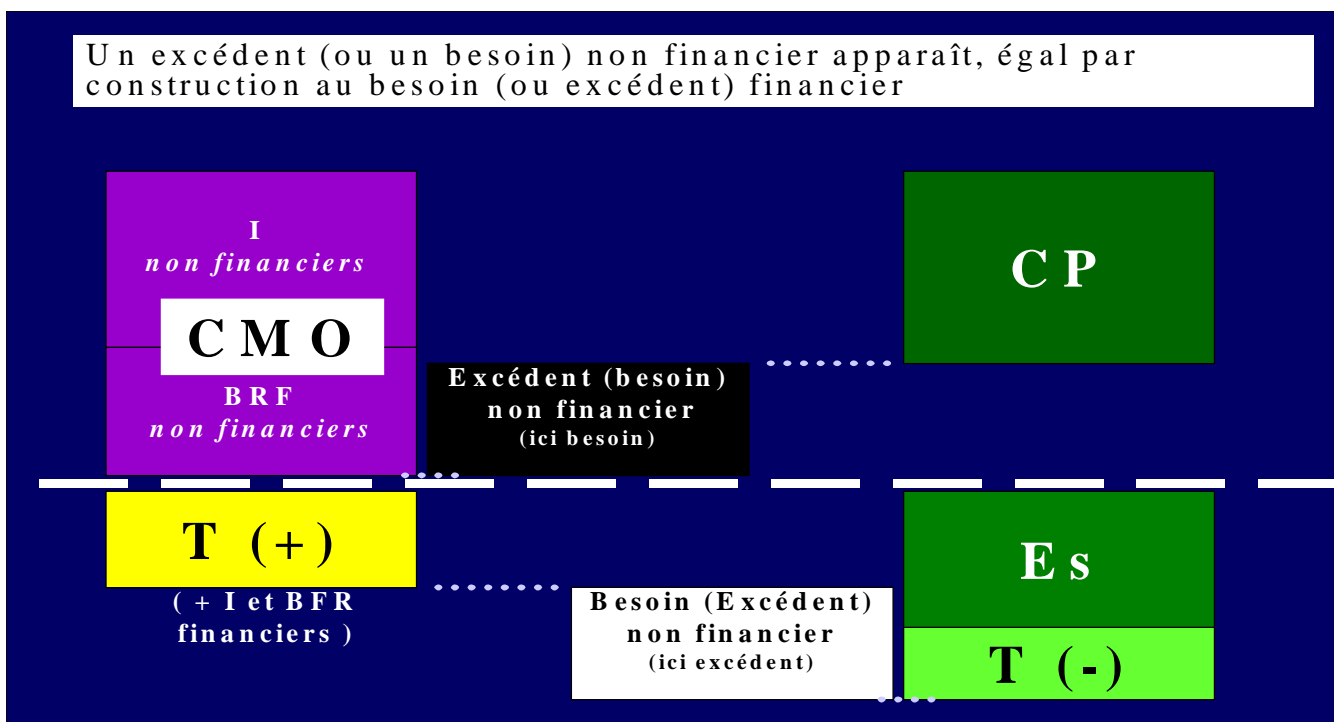 Un excédent (ou un besoin) non financier apparaît, égal par
construction au besoin (ou excédent) financier
I
non financiers
CMO
BRF
non financiers
CP
Excédent (besoin)
non financier
(ici besoin)
T (+)
( + I et BFR
financiers )
Besoin (Excédent)
non financier
(ici excédent)
Es
T (-)